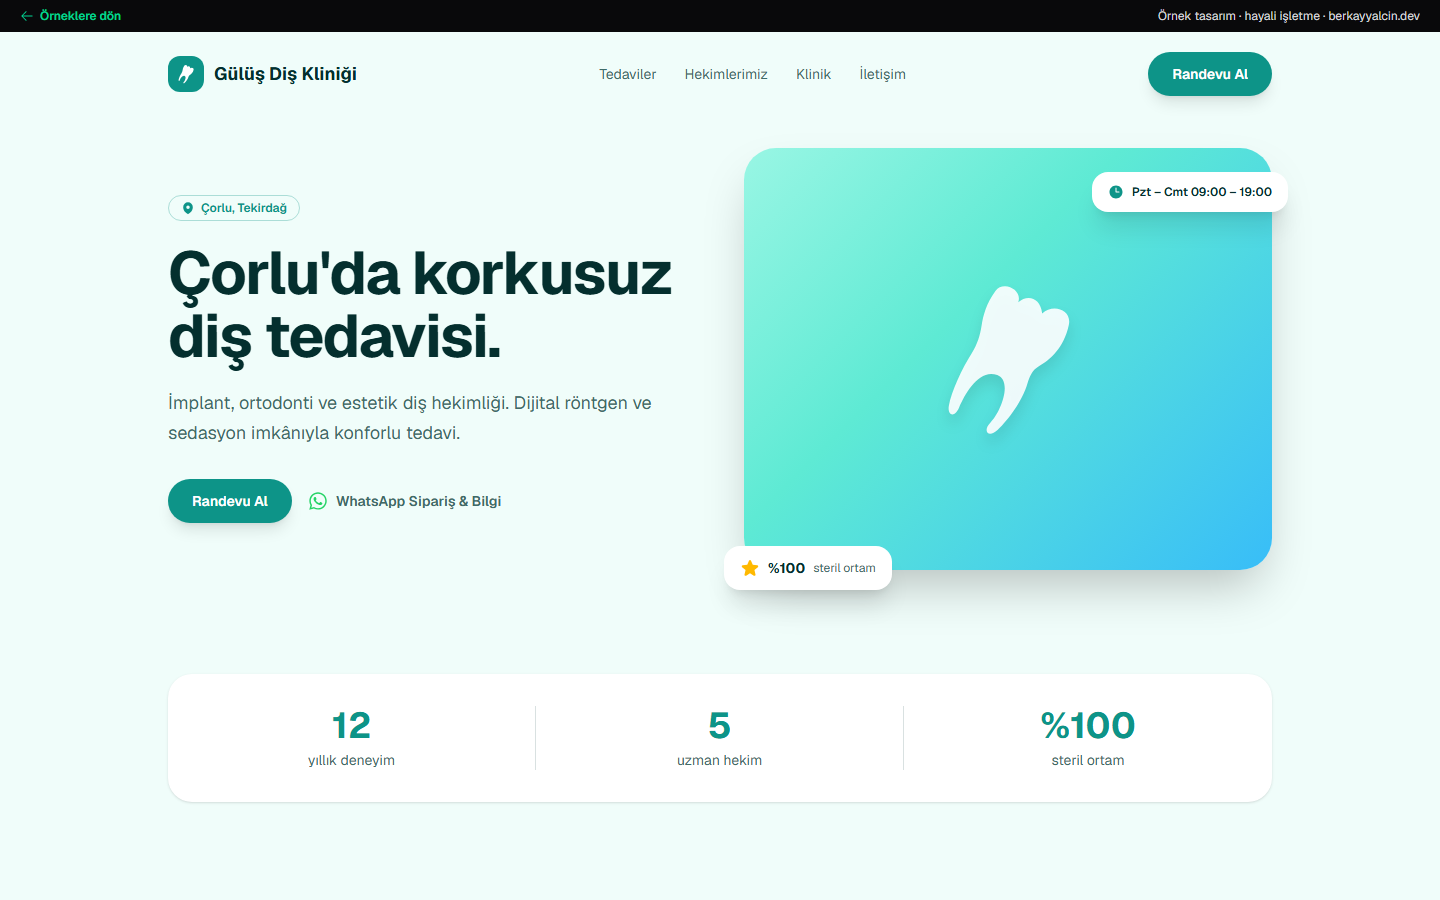 Örneklere dön
Örnek tasarım · hayali işletme · berkayyalcin.dev
Gülüş Diş Kliniği
Tedaviler
Hekimlerimiz
Klinik
İletişim
Randevu Al
Çorlu, Tekirdağ
Çorlu'da korkusuz
diş tedavisi.
İmplant, ortodonti ve estetik diş hekimliği. Dijital röntgen ve
sedasyon imkânıyla konforlu tedavi.
Randevu Al
WhatsApp Sipariş & Bilgi
Pzt – Cmt 09:00 – 19:00
%100 steril ortam
12
yıllık deneyim
5
uzman hekim
%100
steril ortam